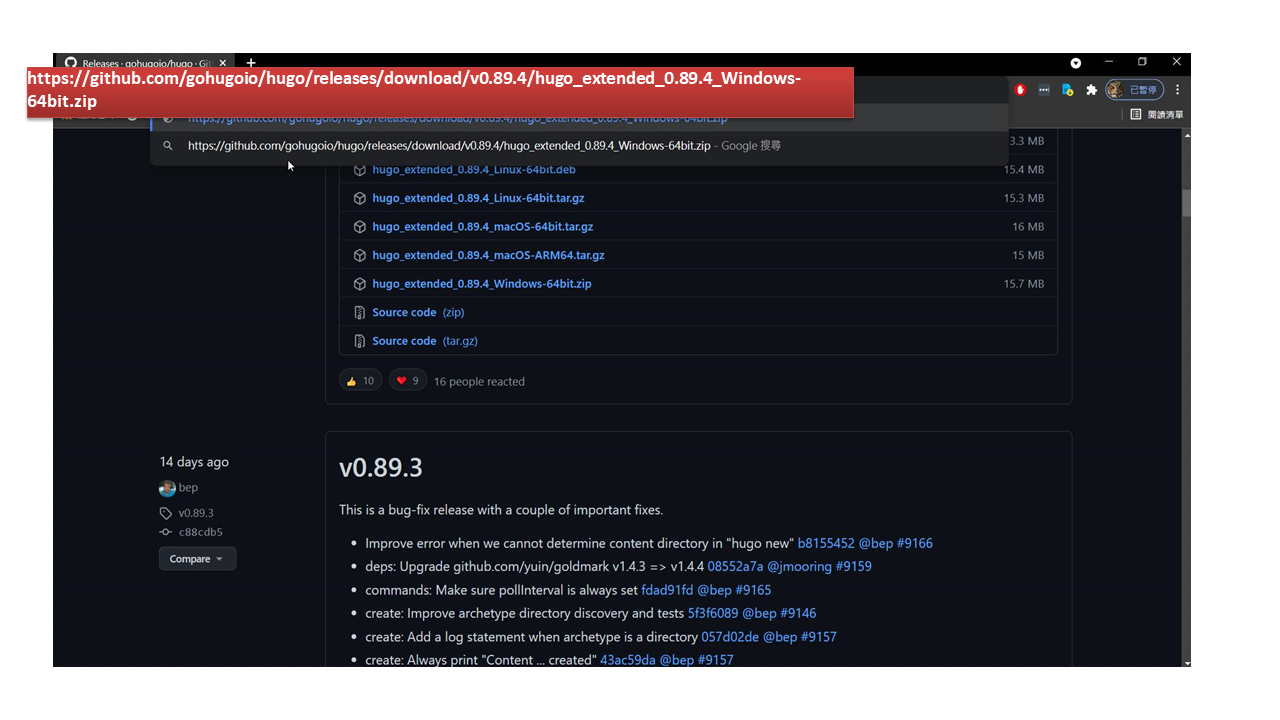 Releases · gohugoio/hugo · Git
https://github.com/gohugoio/hugo/releases/download/v0.89.4/hugo_extended_0.89.4_Windows-
64bit.zip
已暫停
閱讀清單
https://github.com/gohugoio/hugo/releases/download/v0.89.4/hugo_extended_0.89.4_Windows-64bit.zip
https://github.com/gohugoio/hugo/releases/download/v0.89.4/hugo_extended_0.89.4_Windows-64bit.zip - Google 搜尋
3.3 MB
hugo_extended_0.89.4_Linux-64bit.deb 15.4 MB
hugo_extended_0.89.4_Linux-64bit.tar.gz 15.3 MB
hugo_extended_0.89.4_macOS-64bit.tar.gz 16 MB
hugo_extended_0.89.4_macOS-ARM64.tar.gz 15 MB
hugo_extended_0.89.4_Windows-64bit.zip 15.7 MB
Source code (zip)
Source code (tar.gz)
10 9 16 people reacted
14 days ago
bep
v0.89.3
c88cdb5
Compare
v0.89.3
This is a bug-fix release with a couple of important fixes.
• Improve error when we cannot determine content directory in "hugo new" b8155452 @bep #9166
• deps: Upgrade github.com/yuin/goldmark v1.4.3 => v1.4.4 08552a7a @jmooring #9159
• commands: Make sure pollInterval is always set fdad91fd @bep #9165
• create: Improve archetype directory discovery and tests 5f3f6089 @bep #9146
• create: Add a log statement when archetype is a directory 057d02de @bep #9157
• create: Always print "Content ... created" 43ac59da @bep #9157